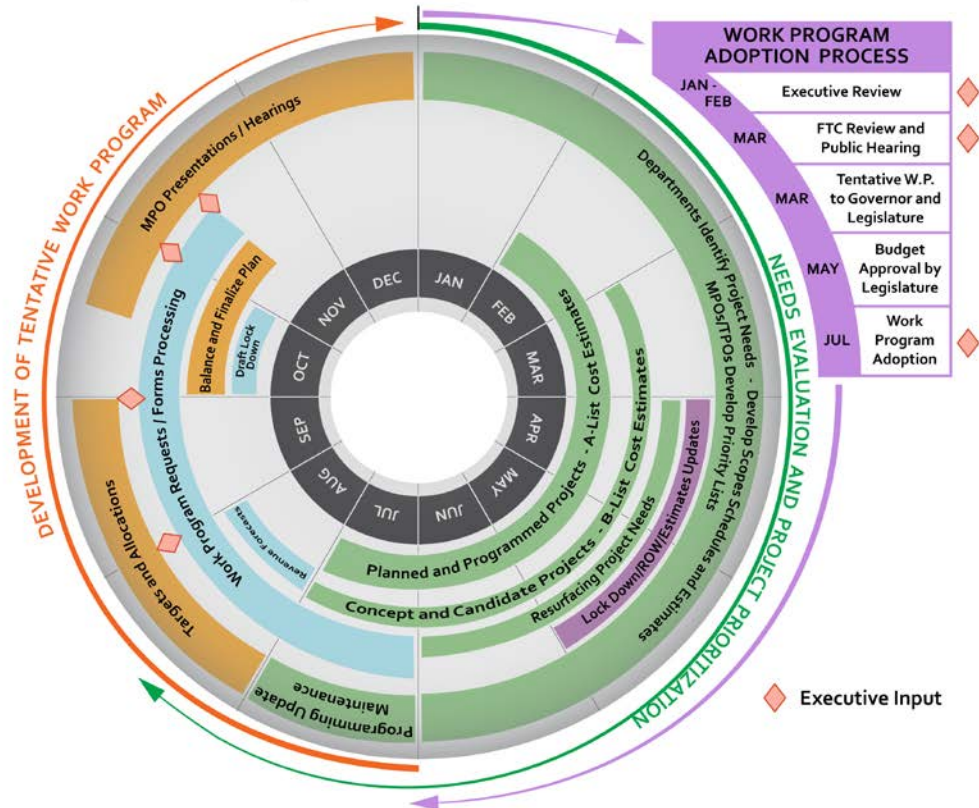 WORK PROGRAM
ADOPTION PROCESS
JAN - FEB
Executive Review
MAR
FTC Review and
Public Hearing
MAR
Tentative W.P.
to Governor and
Legislature
MAY
Budget
Approval by
Legislature
JUL
Work
Program
Adoption
DEVELOPMENT OF TENTATIVE WORK PROGRAM
NEEDS EVALUATION AND PROJECT PRIORITIZATION
MPO Presentations / Hearings
Departments Identify Project Needs - Develop Scopes Schedules and Estimates
MPOs/TPOs Develop Priority Lists
Work Program Requests / Forms Processing
Balance and Finalize Plan
Draft Lock
Down
JAN
FEB
MAR
APR
MAY
JUN
JUL
AUG
SEP
OCT
NOV
DEC
Planned and Programmed Projects - A-List Cost Estimates
Concept and Candidate Projects - B-List Cost Estimates
Resurfacing Project Needs
Lock Down/ROW/Estimates Updates
Revenue Forecasts
Targets and Allocations
Programming Update
Maintenance
Executive Input